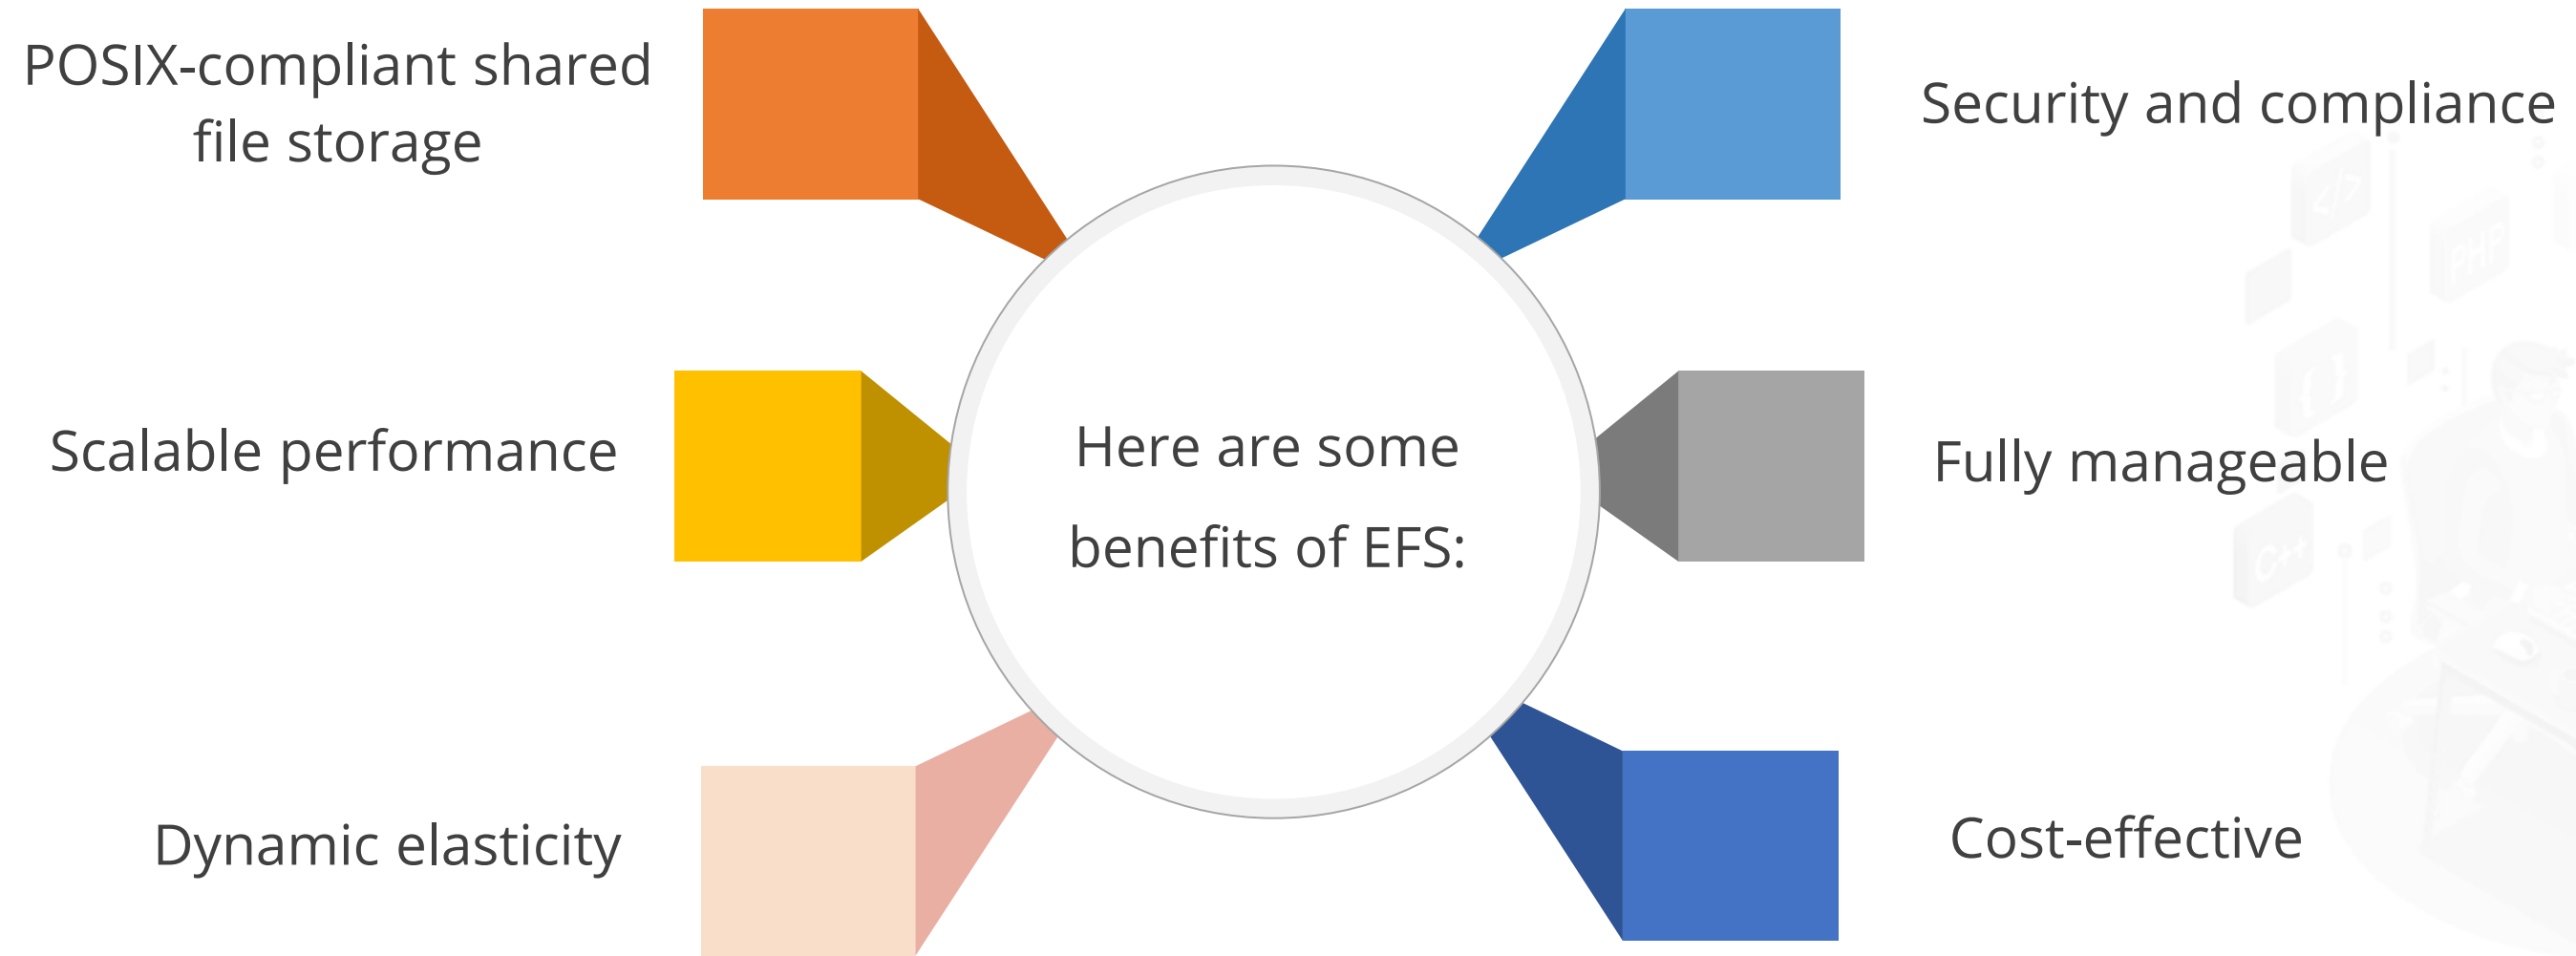 POSIX-compliant shared
file storage
Scalable performance
Dynamic elasticity
Here are some
benefits of EFS:
Security and compliance
Fully manageable
Cost-effective
</>
PHP
{ }
C++